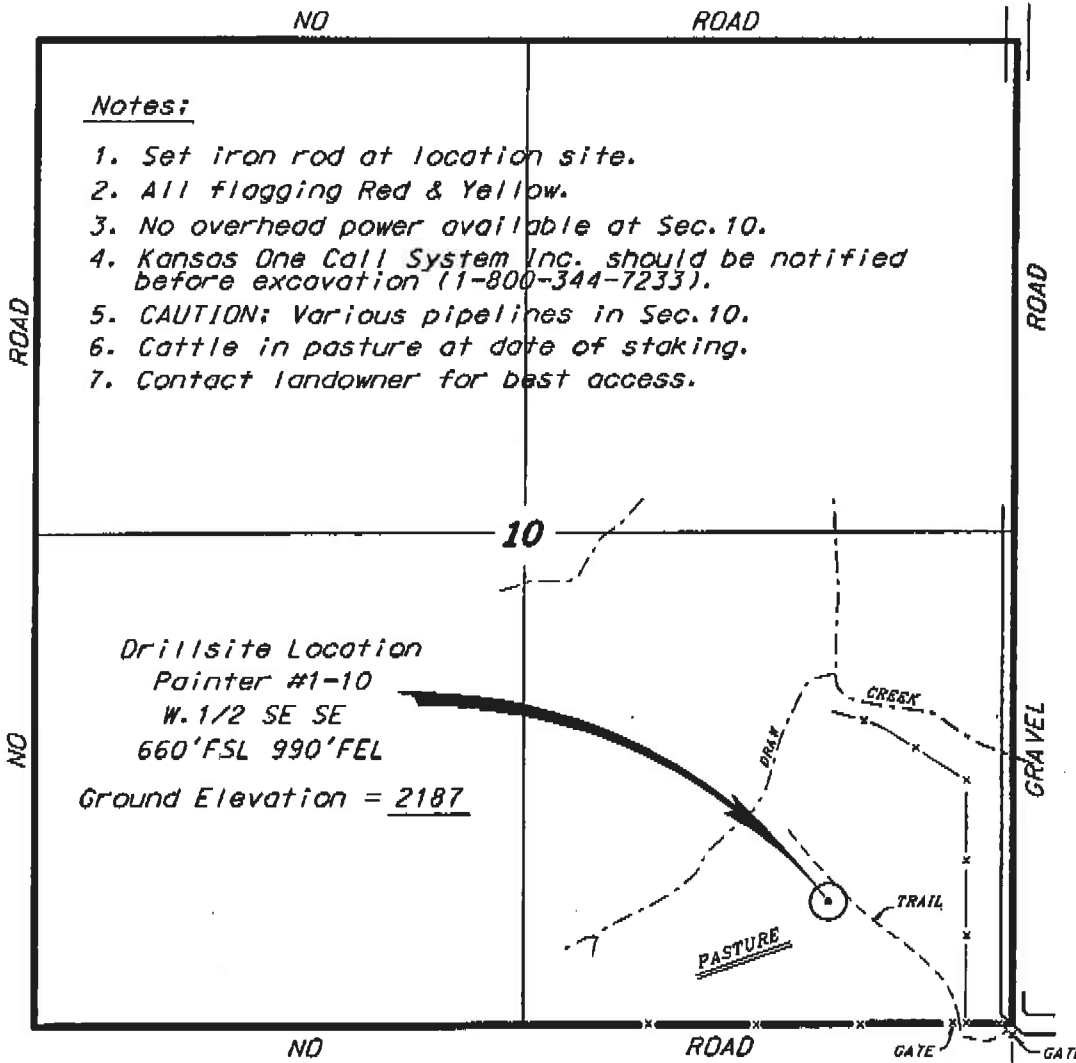 NO ROAD
Notes:
1. Set iron rod at location site.
2. All flagging Red & Yellow.
3. No overhead power available at Sec.10.
4. Kansas One Call System Inc. should be notified
before excavation (1-800-344-7233).
5. CAUTION: Various pipelines in Sec.10.
6. Cattle in pasture at date of staking.
7. Contact landowner for best access.
ROAD
ROAD
10
Drillsite Location
Painter #1-10
W.1/2 SE SE
660'FSL 990'FEL
Ground Elevation = 2187
NO
GRAVEL
CREEK
DRAW
TRAIL
PASTURE
NO ROAD
GATE
GATE